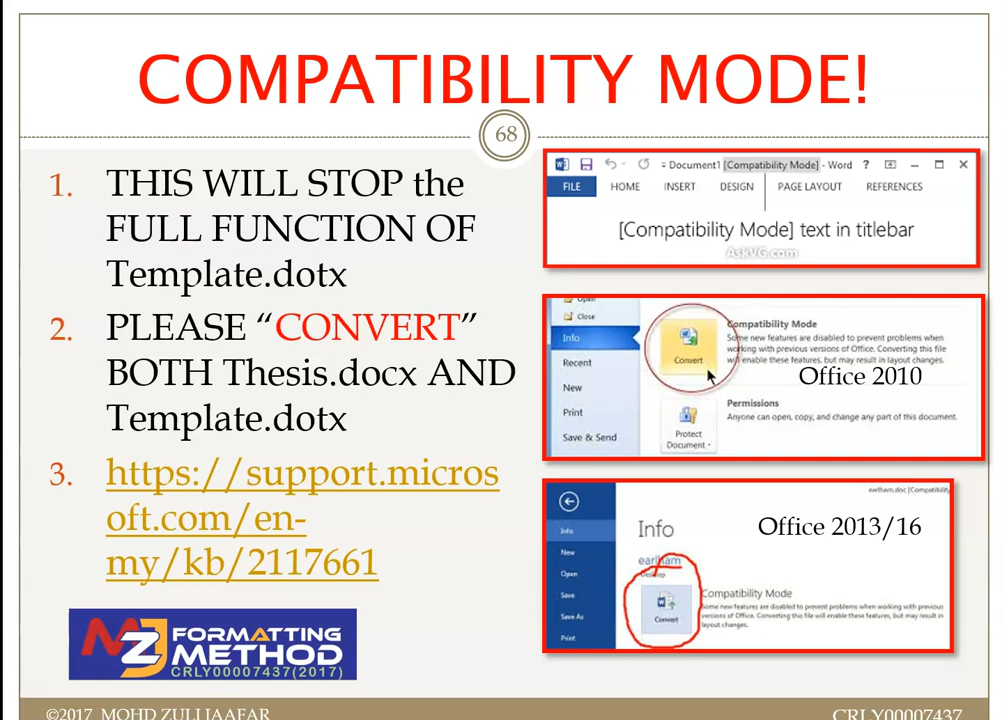 COMPATIBILITY MODE!
68
1. THIS WILL STOP the
FULL FUNCTION OF
Template.dotx
2. PLEASE “CONVERT”
BOTH Thesis.docx AND
Template.dotx
3. https://support.micros
oft.com/en-
my/kb/2117661
MZJ FORMATTING
METHOD
CRLY00007437(2017)
Document1 [Compatibility Mode] - Word
FILE HOME INSERT DESIGN PAGE LAYOUT REFERENCES
[Compatibility Mode] text in titlebar
AskVG.com
Open
Close
Info
Recent
New
Print
Save & Send
Convert
Compatibility Mode
Some new features are disabled to prevent problems when
working with previous versions of Office. Converting this file
will enable these features, but may result in layout changes.
Office 2010
Protect
Document
Permissions
Anyone can open, copy, and change any part of this document.
earlham.doc [Compatibility
Info
New
Open
Save
Save As
Print
Info
Office 2013/16
earlham
Desktop
Convert
Compatibility Mode
Some new features are disabled to prevent problems when working with previous
versions of Office. Converting this file will enable these features, but may result in
layout changes.
©2017 MOHD ZULI JAAFAR
CRLY00007437